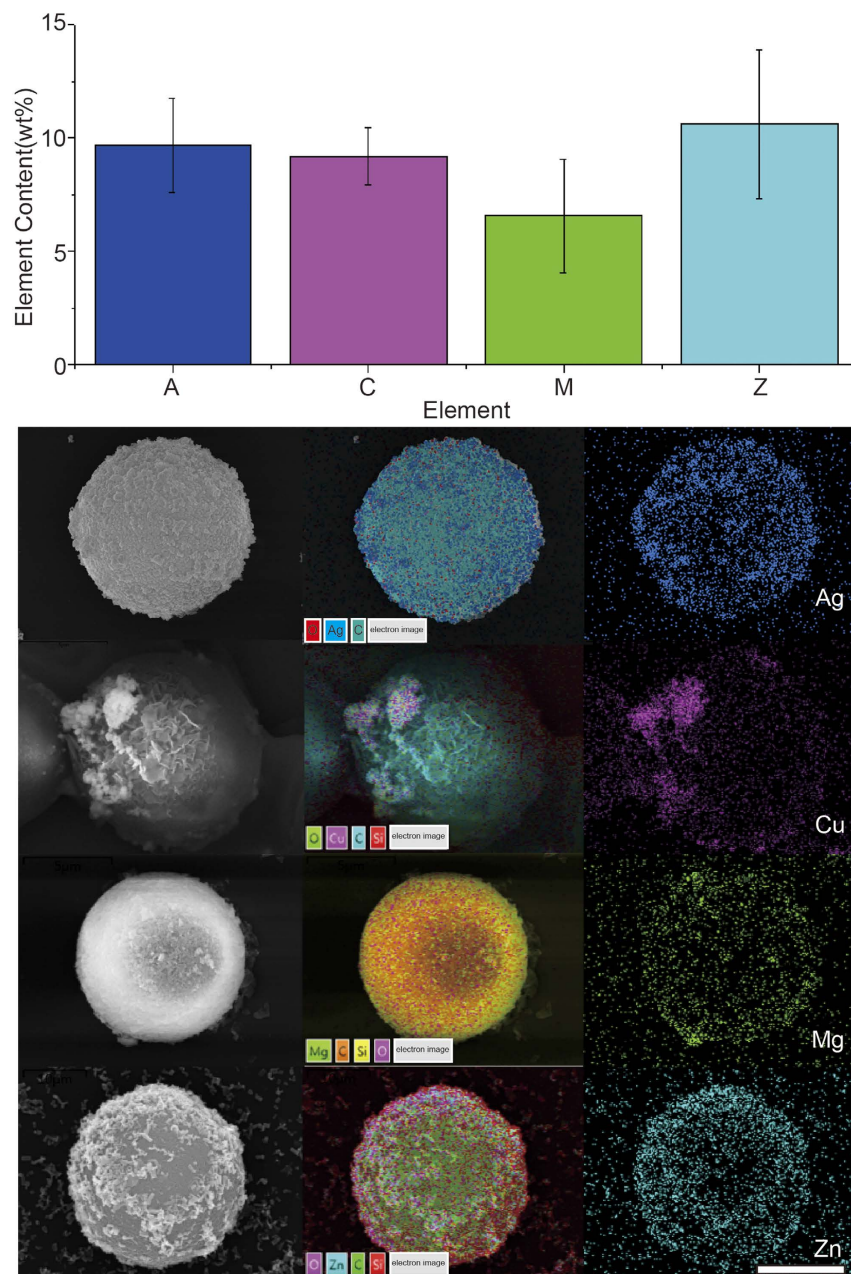 15
10
5
0
Element Content(wt%)
A C M Z
Element
Ag C electron image
Ag
O Cu C Si electron image
Cu
5μm
Mg C Si O electron image
Mg
O Zn C Si electron image
Zn